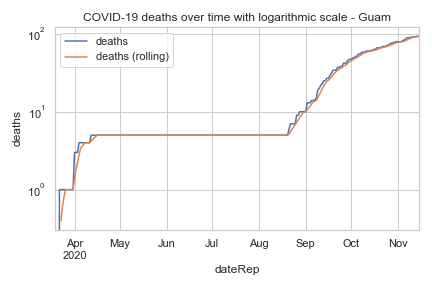 COVID-19 deaths over time with logarithmic scale - Guam
deaths
deaths (rolling)
10²
10¹
10⁰
deaths
Apr
2020
May
Jun
Jul
Aug
Sep
Oct
Nov
dateRep